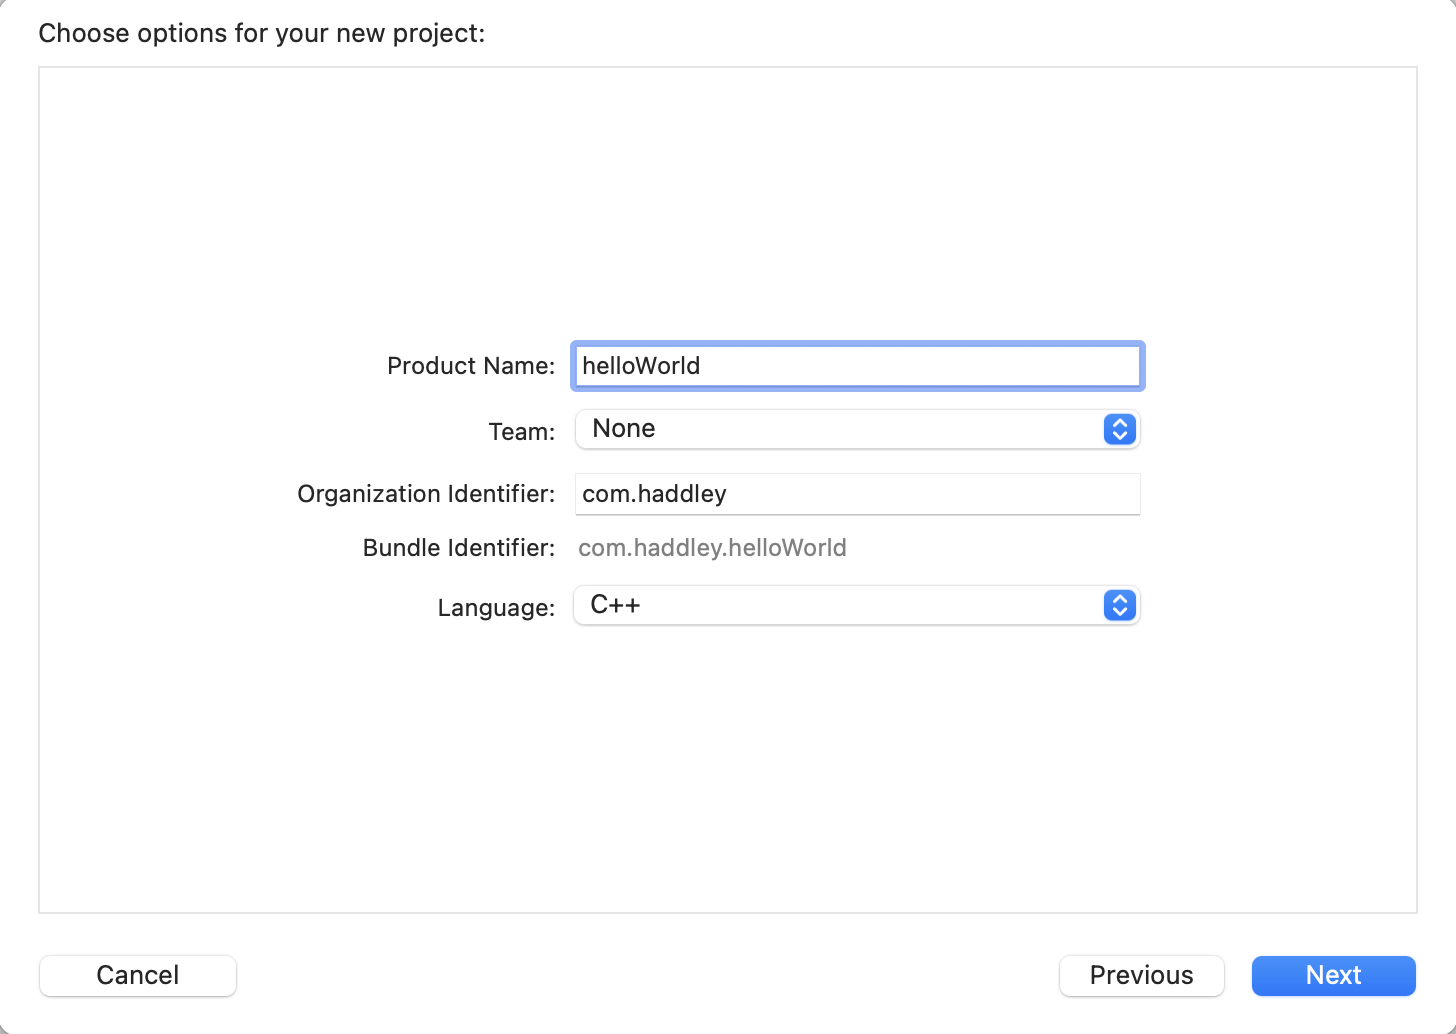 Choose options for your new project:
Product Name: helloWorld
Team: None
Organization Identifier: com.haddley
Bundle Identifier: com.haddley.helloWorld
Language: C++
Cancel Previous Next